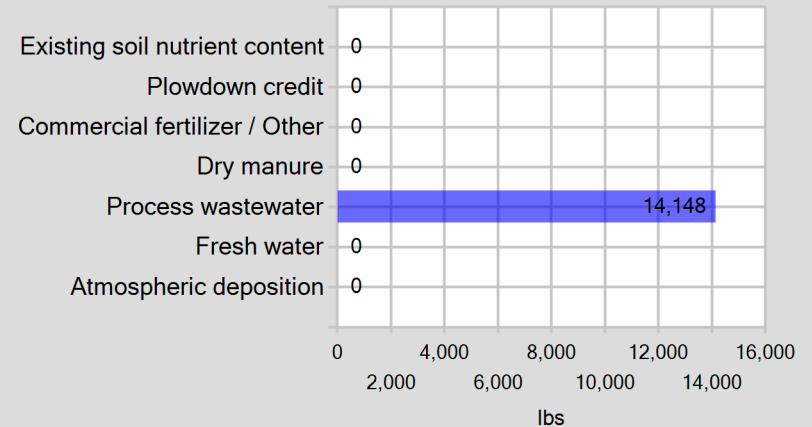 Existing soil nutrient content 0
Plowdown credit 0
Commercial fertilizer / Other 0
Dry manure 0
Process wastewater 14,148
Fresh water 0
Atmospheric deposition 0
0 4,000 8,000 12,000 16,000
2,000 6,000 10,000 14,000
lbs